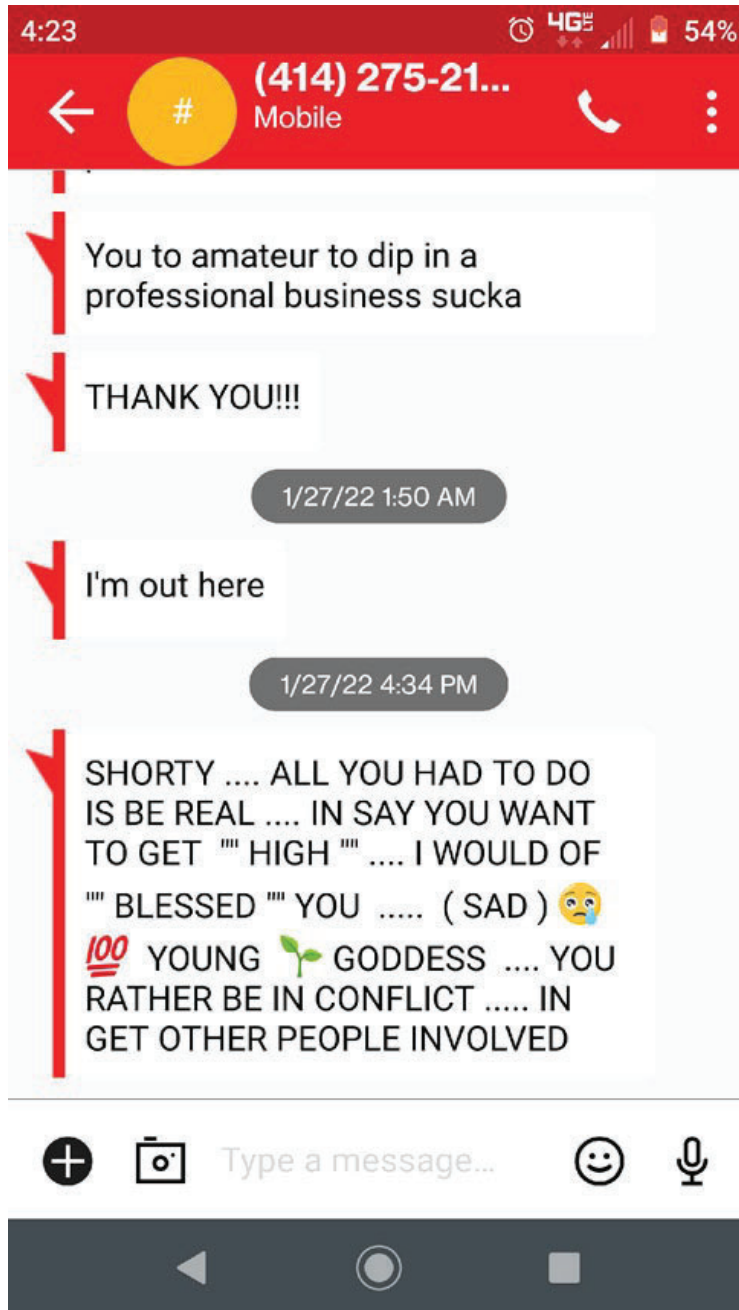 4:23 4G LTE 54%
# (414) 275-21...
Mobile
You to amateur to dip in a
professional business sucka
THANK YOU!!!
1/27/22 1:50 AM
I'm out here
1/27/22 4:34 PM
SHORTY .... ALL YOU HAD TO DO
IS BE REAL .... IN SAY YOU WANT
TO GET "" HIGH "" .... I WOULD OF
"" BLESSED "" YOU ..... ( SAD ) 😢
💯 YOUNG 🌱 GODDESS .... YOU
RATHER BE IN CONFLICT ..... IN
GET OTHER PEOPLE INVOLVED
Type a message...